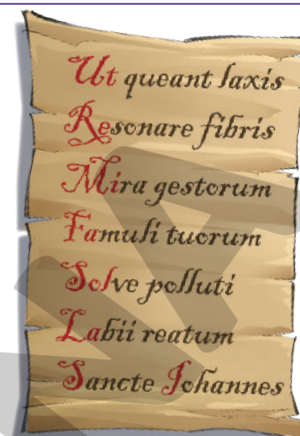 Ut queant laxis
Resonare fibris
Mira gestorum
Famuli tuorum
Solve polluti
Labii reatum
Sancte Johannes